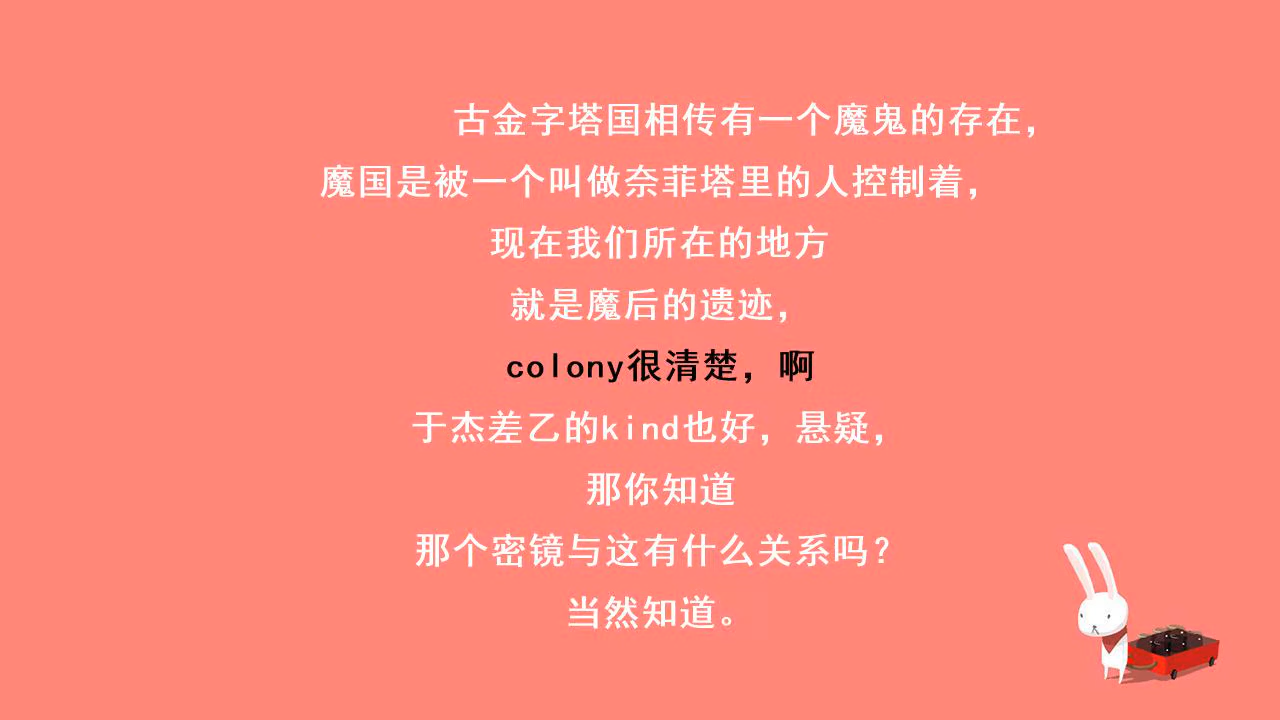 古金字塔国相传有一个魔鬼的存在，
魔国是被一个叫做奈菲塔里的人控制着，
现在我们所在的地方
就是魔后的遗迹，
colony很清楚，啊
于杰差乙的kind也好，悬疑，
那你知道
那个密镜与这有什么关系吗？
当然知道。